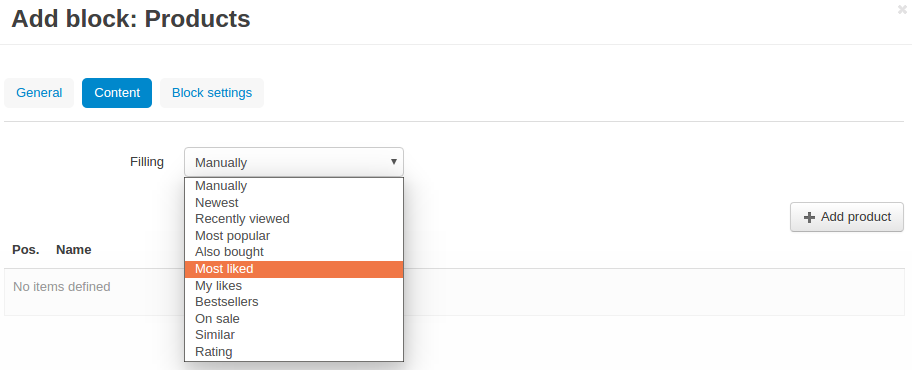 Add block: Products
General Content Block settings
Filling Manually
Manually
Newest
Recently viewed
Most popular
Also bought
Most liked
My likes
Bestsellers
On sale
Similar
Rating
Add product
Pos. Name
No items defined